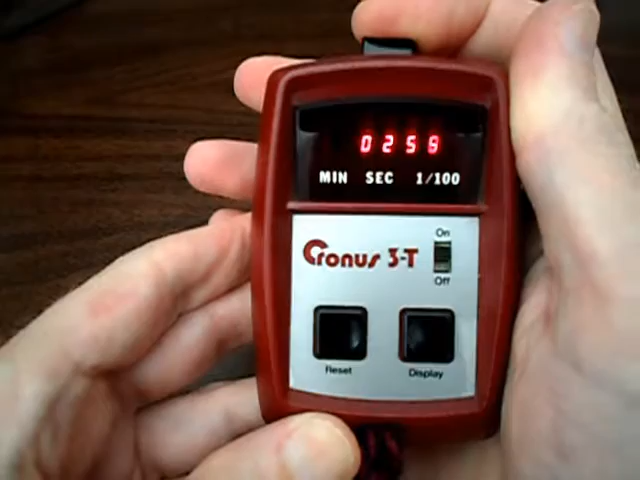 0259
MIN SEC 1/100
On
Cronus 3-T
Off
Reset Display